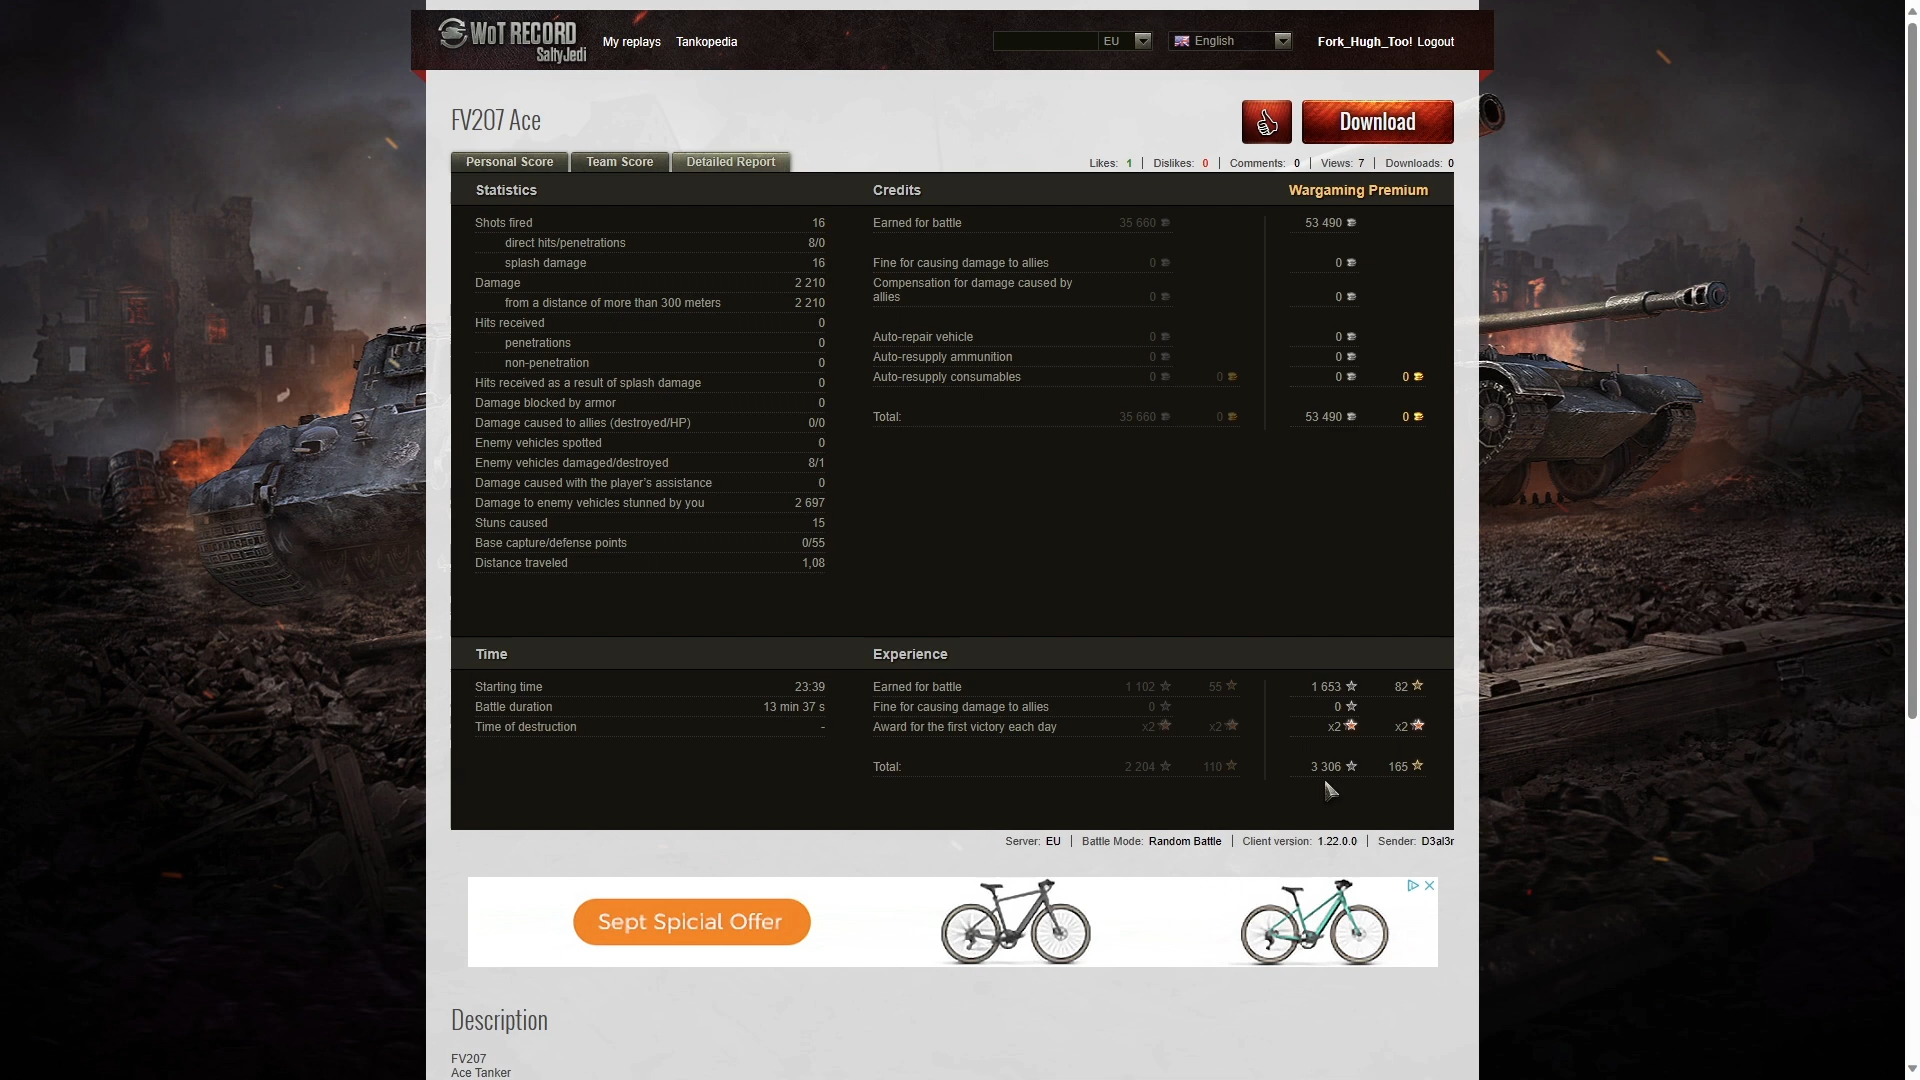 WoT RECORD
SaltyJedi
My replays Tankopedia
EU
English
Fork_Hugh_Too! Logout
FV207 Ace
Download
Personal Score Team Score Detailed Report
Likes: 1 | Dislikes: 0 | Comments: 0 | Views: 7 | Downloads: 0
Statistics
Shots fired 16
direct hits/penetrations 8/0
splash damage 16
Damage 2 210
from a distance of more than 300 meters 2 210
Hits received 0
penetrations 0
non-penetration 0
Hits received as a result of splash damage 0
Damage blocked by armor 0
Damage caused to allies (destroyed/HP) 0/0
Enemy vehicles spotted 0
Enemy vehicles damaged/destroyed 8/1
Damage caused with the player's assistance 0
Damage to enemy vehicles stunned by you 2 697
Stuns caused 15
Base capture/defense points 0/55
Distance traveled 1,08
Credits Wargaming Premium
Earned for battle 35 660 53 490
Fine for causing damage to allies 0 0
Compensation for damage caused by
allies 0 0
Auto-repair vehicle 0 0
Auto-resupply ammunition 0 0
Auto-resupply consumables 0 0 0 0
Total: 35 660 0 53 490 0
Time
Starting time 23:39
Battle duration 13 min 37 s
Time of destruction -
Experience
Earned for battle 1 102 55 1 653 82
Fine for causing damage to allies 0 0
Award for the first victory each day x2 x2 x2 x2
Total: 2 204 110 3 306 165
Server: EU | Battle Mode: Random Battle | Client version: 1.22.0.0 | Sender: D3al3r
Sept Spicial Offer
Description
FV207
Ace Tanker